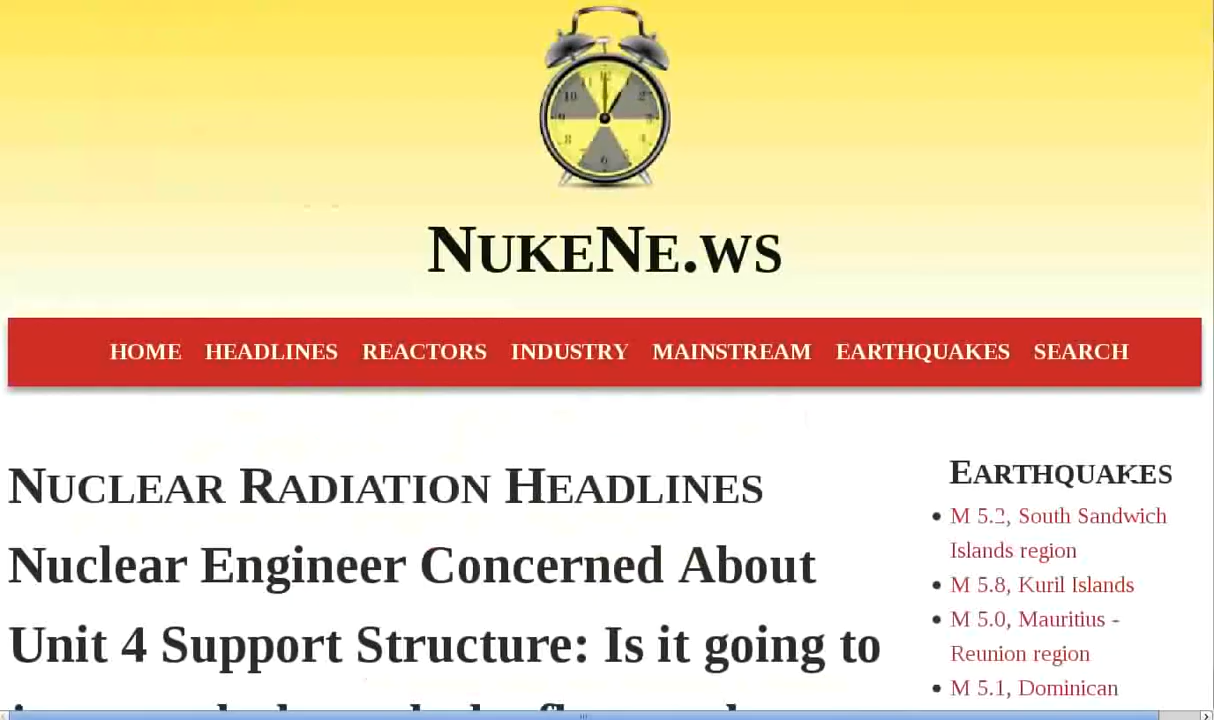 NukeNe.ws
HOME HEADLINES REACTORS INDUSTRY MAINSTREAM EARTHQUAKES SEARCH
Nuclear Radiation Headlines
Nuclear Engineer Concerned About
Unit 4 Support Structure: Is it going to
Earthquakes
• M 5.2, South Sandwich
Islands region
• M 5.8, Kuril Islands
• M 5.0, Mauritius -
Reunion region
• M 5.1, Dominican